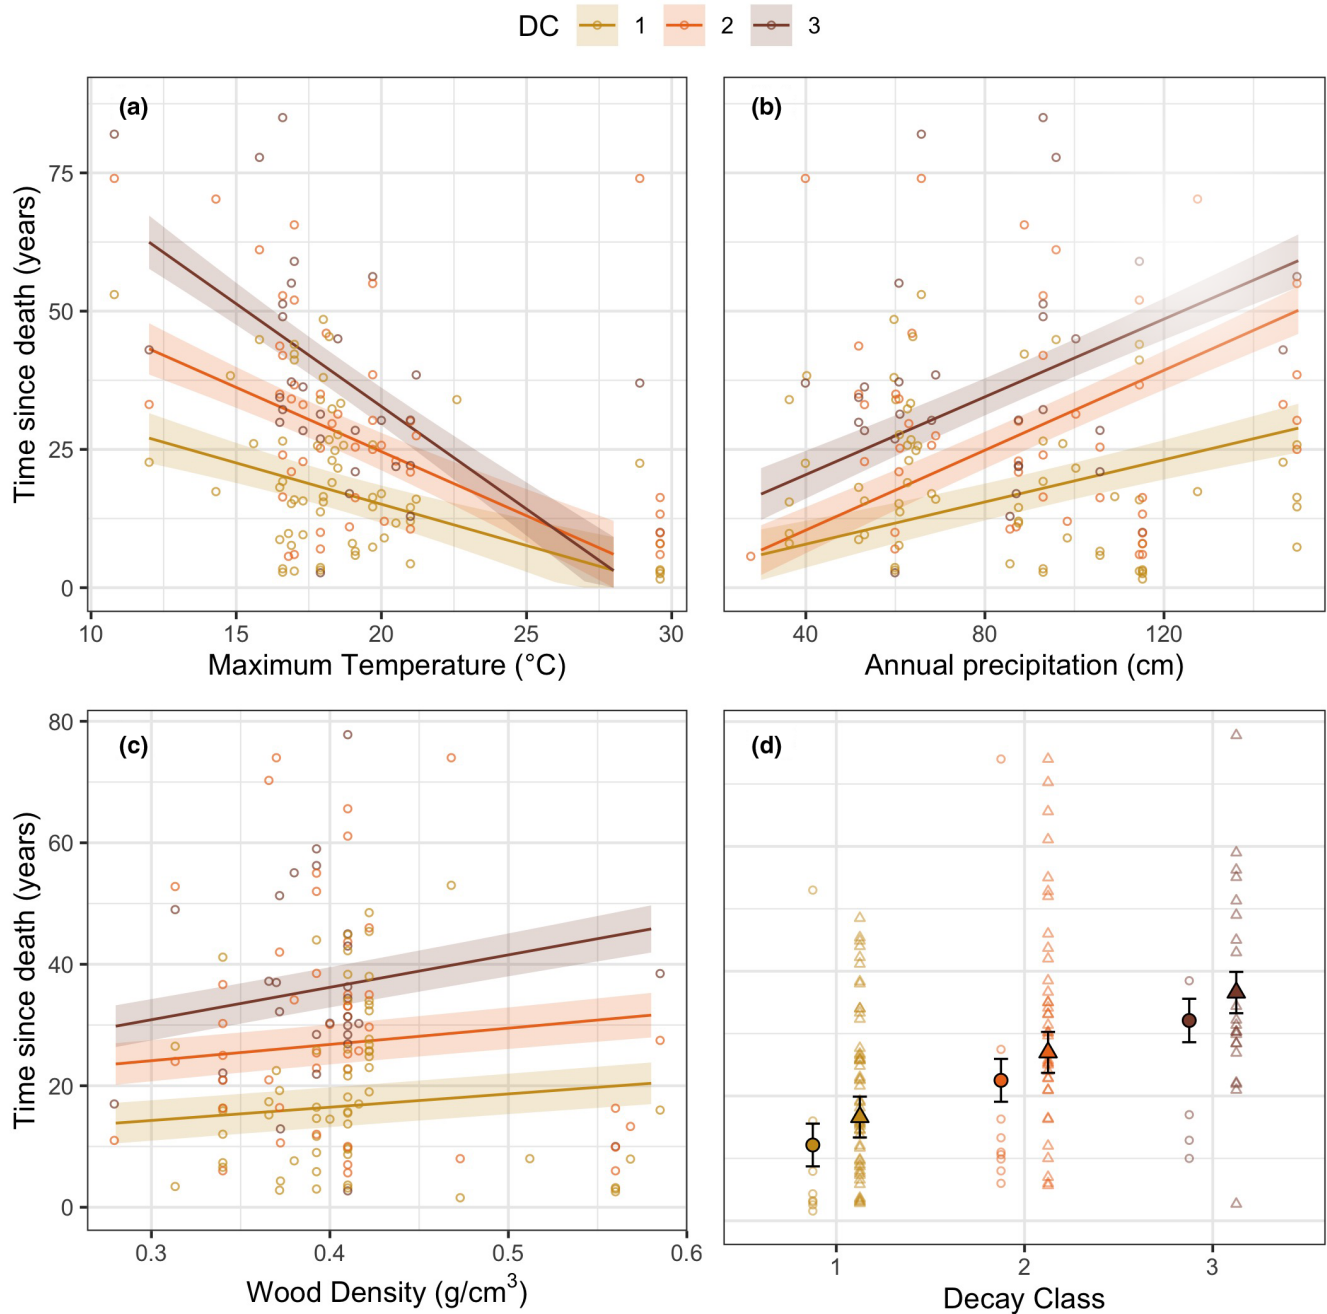 DC 1 2 3
(a) (b)
Time since death (years)
75
50
25
0
10 15 20 25 30
Maximum Temperature (°C)
40 80 120
Annual precipitation (cm)
(c) (d)
Time since death (years)
80
60
40
20
0
0.3 0.4 0.5 0.6
Wood Density (g/cm³)
1 2 3
Decay Class